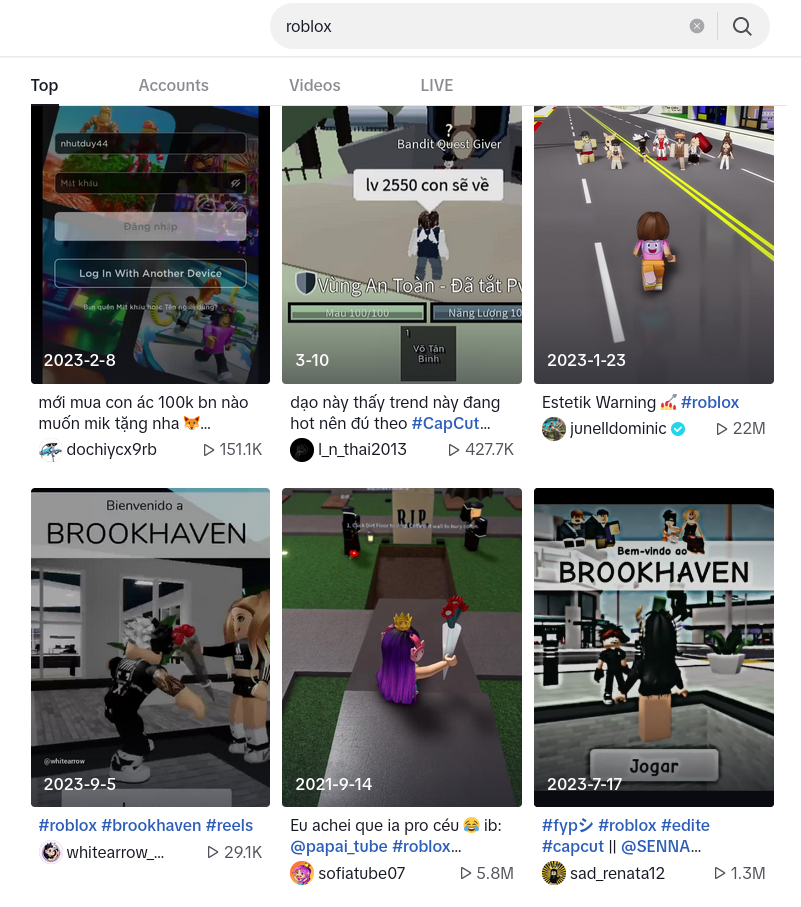 roblox
Top Accounts Videos LIVE
nhutduy44
Mật khẩu
Đăng nhập
Log In With Another Device
Bạn quên Mật khẩu hoặc Tên người dùng?
2023-2-8
mới mua con ác 100k bn nào
muốn mik tặng nha 🦊...
dochiycx9rb 151.1K
?
Bandit Quest Giver
lv 2550 con sẽ về
Vùng An Toàn - Đã tắt Pv
Máu 100/100 Năng Lượng 10
1
Võ Tân
Binh
3-10
dạo này thấy trend này đang
hot nên đú theo #CapCut...
l_n_thai2013 427.7K
2023-1-23
Estetik Warning 💅 #roblox
junelldominic 22M
Bienvenido a
BROOKHAVEN
@whitearrow
2023-9-5
#roblox #brookhaven #reels
whitearrow_... 29.1K
R.I.P
2021-9-14
Eu achei que ia pro céu 😂 ib:
@papai_tube #roblox...
sofiatube07 5.8M
Bem-vindo ao
BROOKHAVEN
Jogar
2023-7-17
#fypシ #roblox #edite
#capcut || @SENNA...
sad_renata12 1.3M